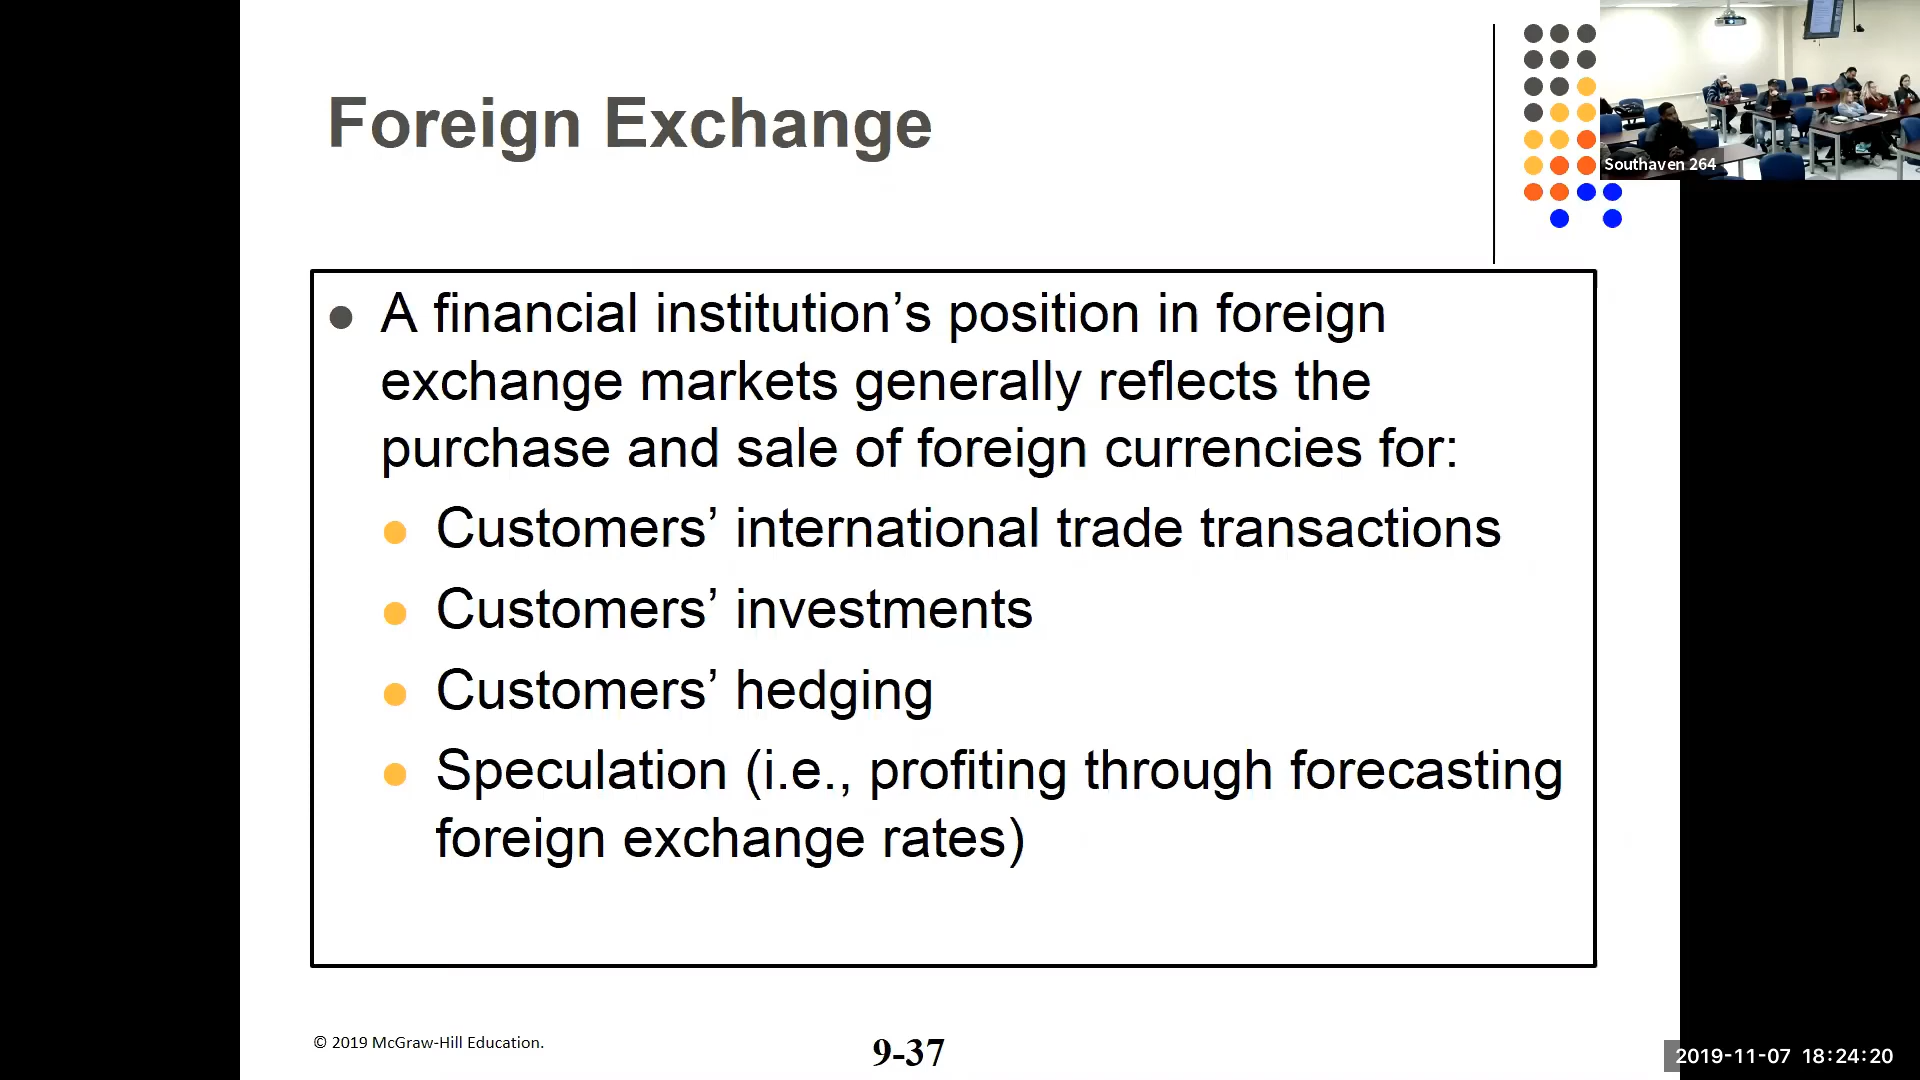 Foreign Exchange
Southaven 264
A financial institution’s position in foreign
exchange markets generally reflects the
purchase and sale of foreign currencies for:
Customers’ international trade transactions
Customers’ investments
Customers’ hedging
Speculation (i.e., profiting through forecasting
foreign exchange rates)
© 2019 McGraw-Hill Education.
9-37
2019-11-07 18:24:20